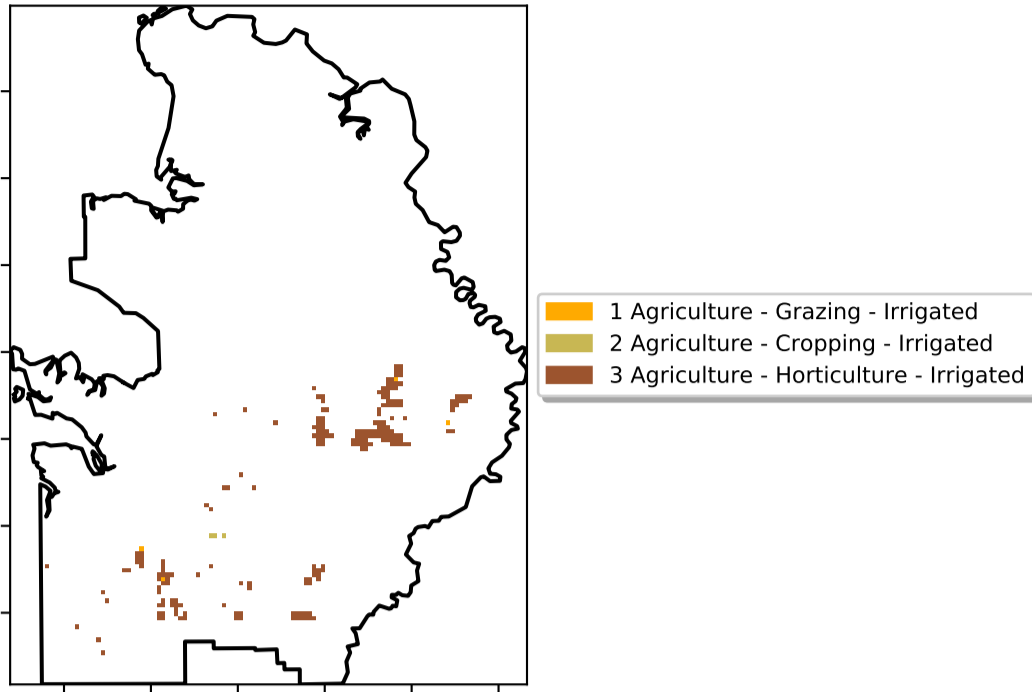 1 Agriculture - Grazing - Irrigated
2 Agriculture - Cropping - Irrigated
3 Agriculture - Horticulture - Irrigated